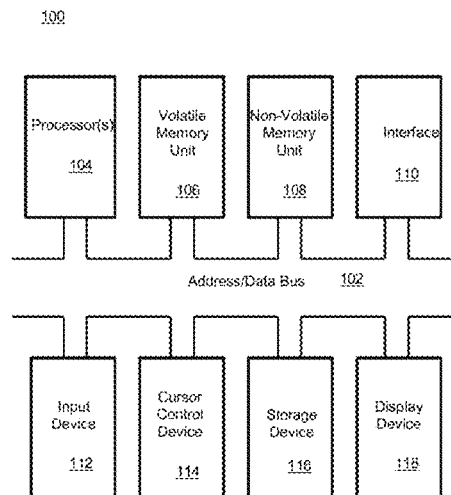 100
Processor(s)
104
Volatile
Memory
Unit
106
Non-Volatile
Memory
Unit
108
Interface
110
Address/Data Bus 102
Input
Device
112
Cursor
Control
Device
114
Storage
Device
116
Display
Device
118